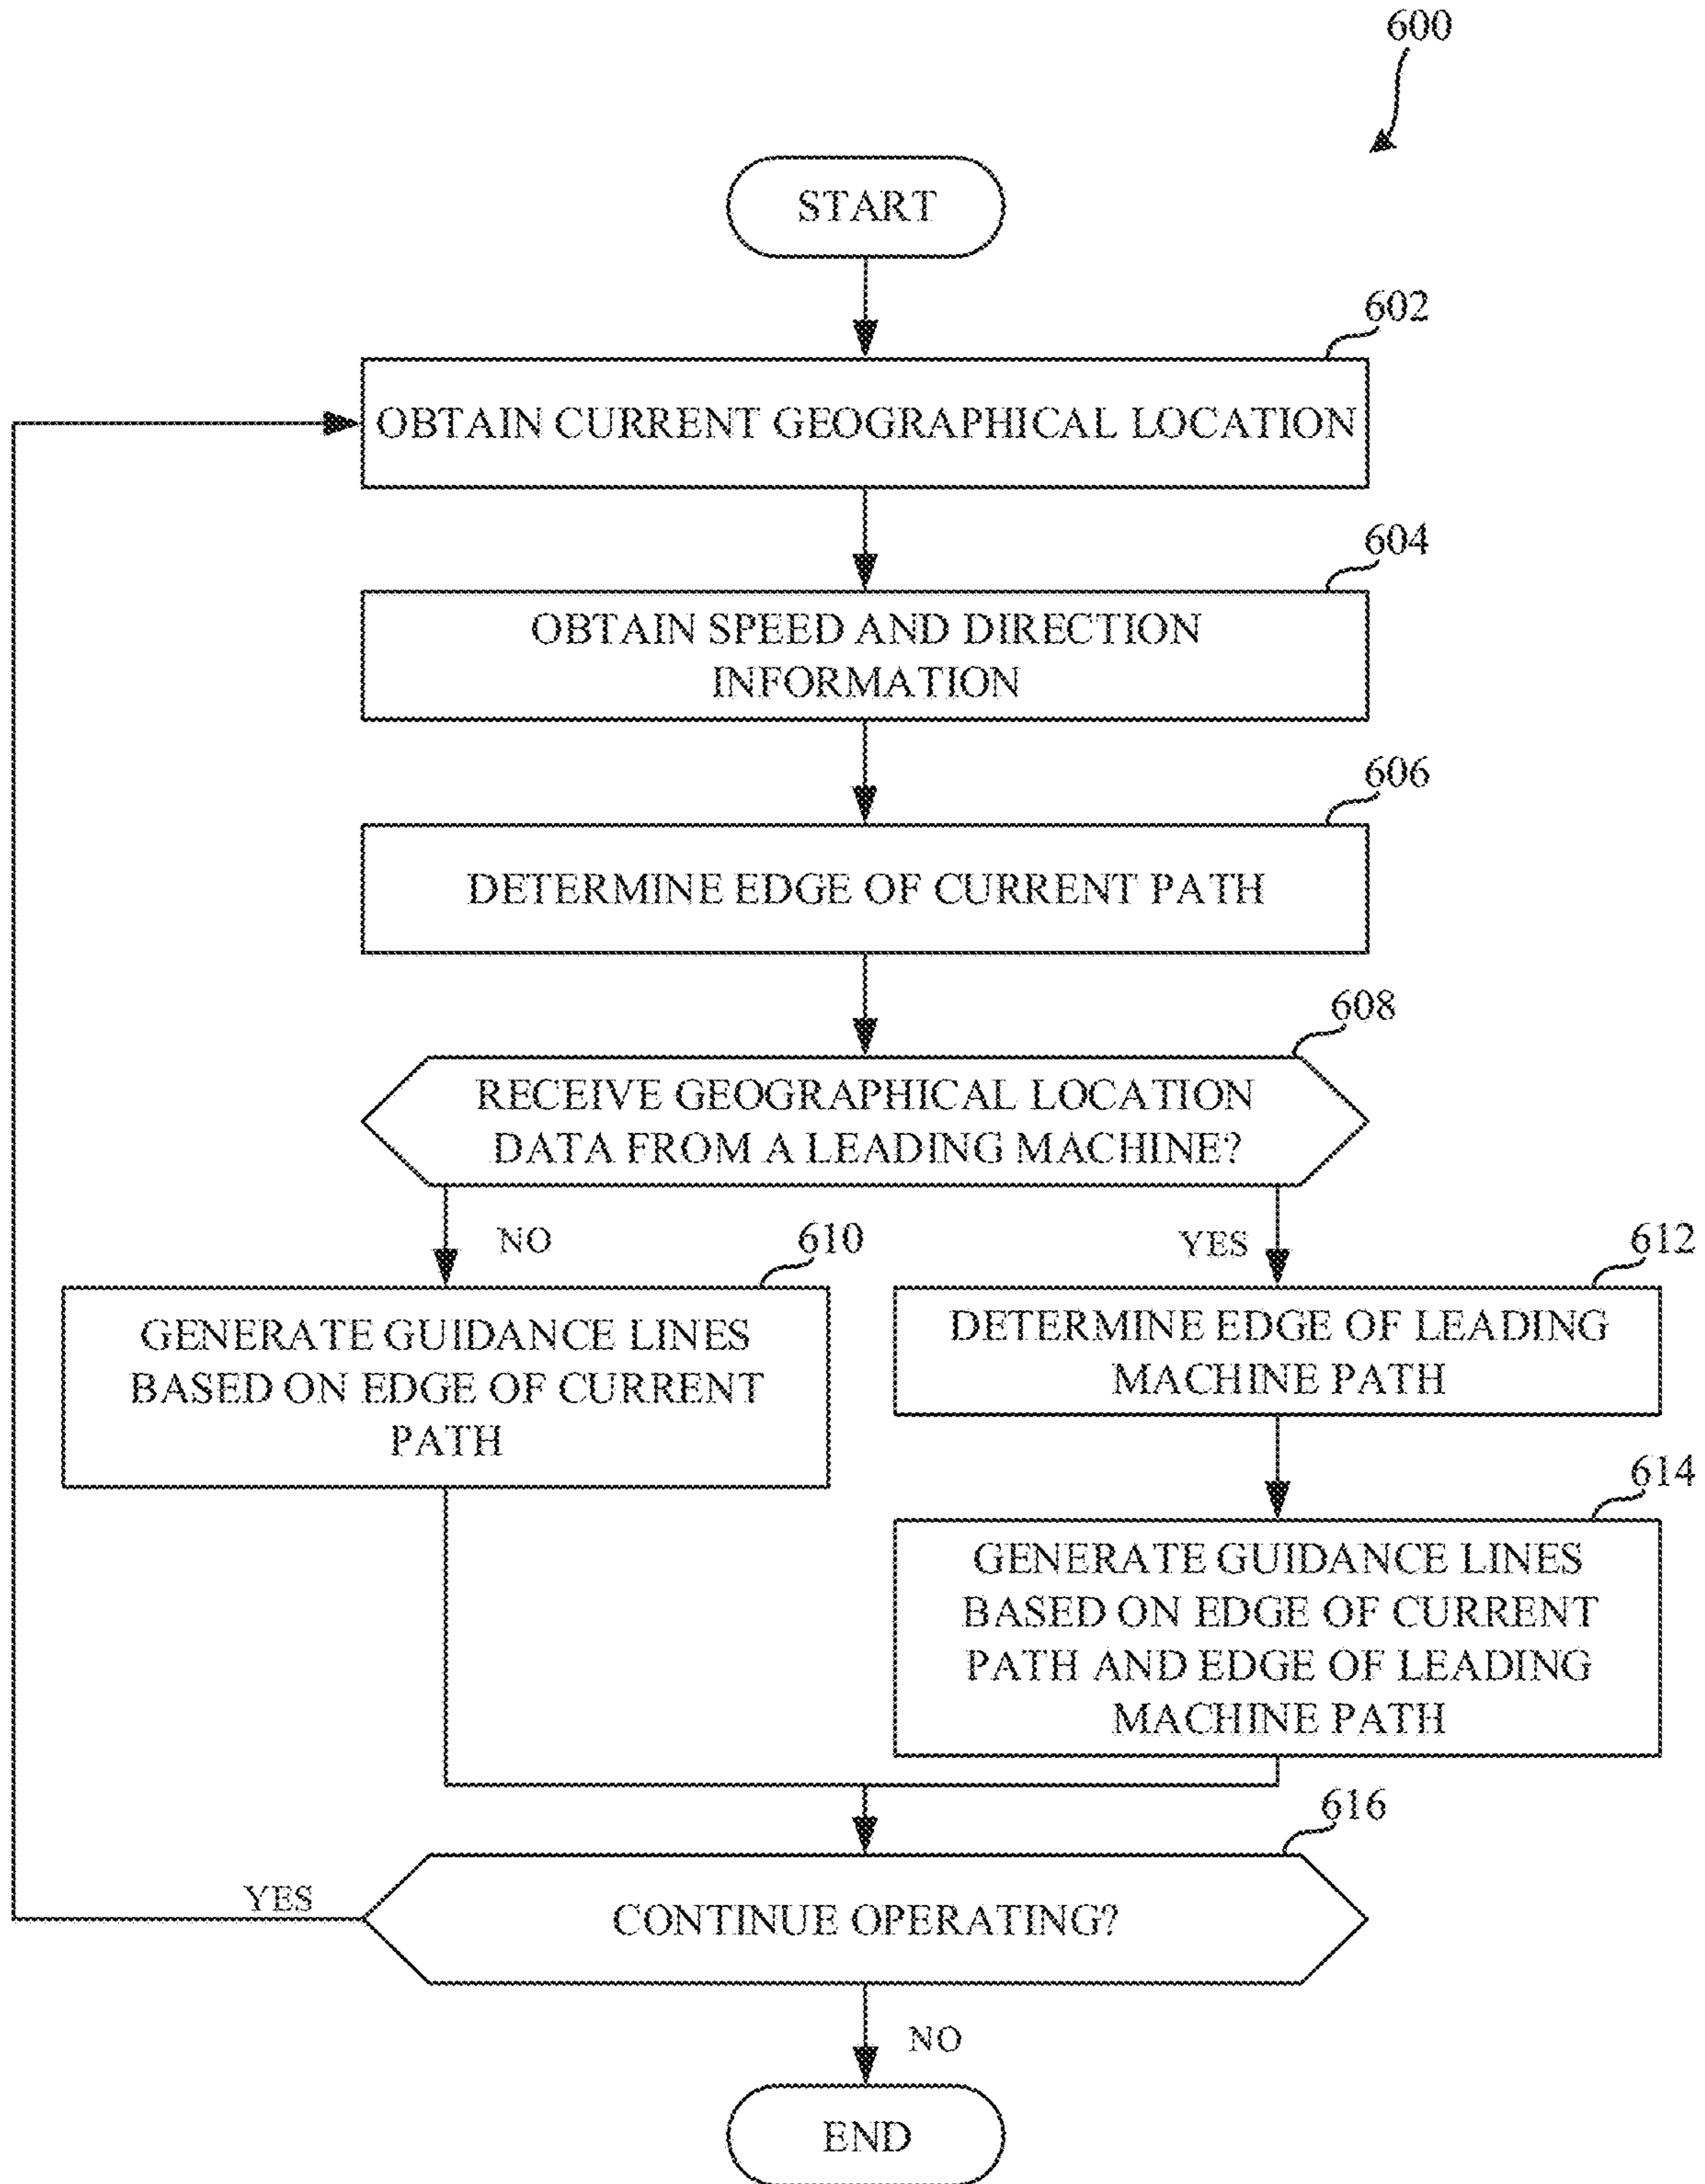 600
START
602
OBTAIN CURRENT GEOGRAPHICAL LOCATION
604
OBTAIN SPEED AND DIRECTION
INFORMATION
606
DETERMINE EDGE OF CURRENT PATH
608
RECEIVE GEOGRAPHICAL LOCATION
DATA FROM A LEADING MACHINE?
NO
610
YES
612
GENERATE GUIDANCE LINES
BASED ON EDGE OF CURRENT
PATH
DETERMINE EDGE OF LEADING
MACHINE PATH
614
GENERATE GUIDANCE LINES
BASED ON EDGE OF CURRENT
PATH AND EDGE OF LEADING
MACHINE PATH
616
YES
CONTINUE OPERATING?
NO
END